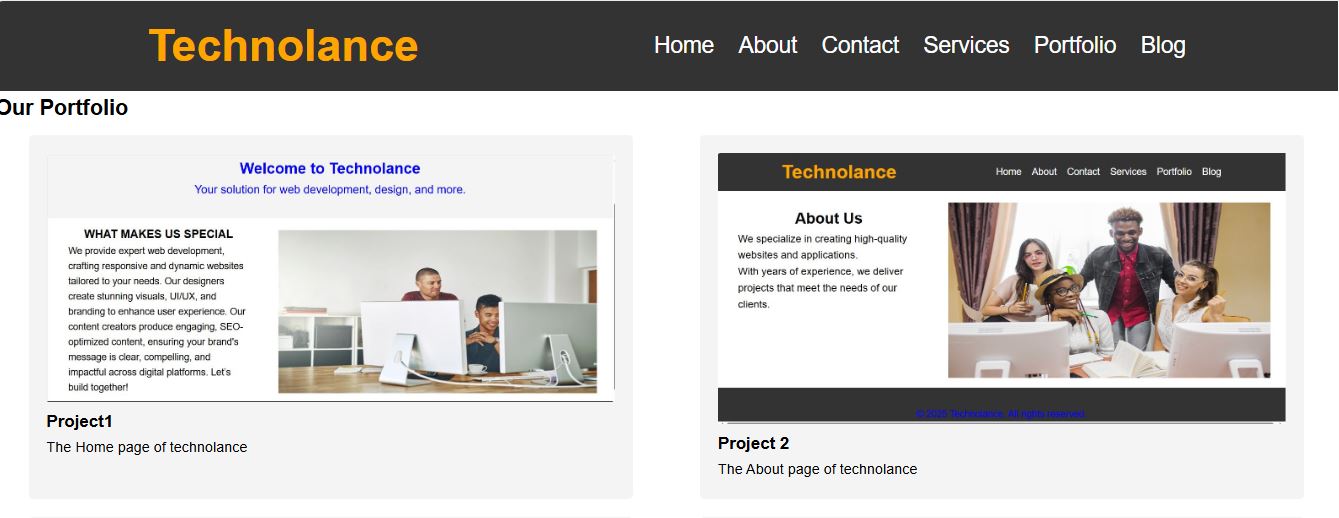 Technolance
Home About Contact Services Portfolio Blog
Our Portfolio
Welcome to Technolance
Your solution for web development, design, and more.
WHAT MAKES US SPECIAL
We provide expert web development,
crafting responsive and dynamic websites
tailored to your needs. Our designers
create stunning visuals, UI/UX, and
branding to enhance user experience. Our
content creators produce engaging, SEO-
optimized content, ensuring your brand's
message is clear, compelling, and
impactful across digital platforms. Let's
build together!
Project1
The Home page of technolance
Technolance
Home About Contact Services Portfolio Blog
About Us
We specialize in creating high-quality
websites and applications.
With years of experience, we deliver
projects that meet the needs of our
clients.
© 2025 Technolance. All rights reserved
Project 2
The About page of technolance